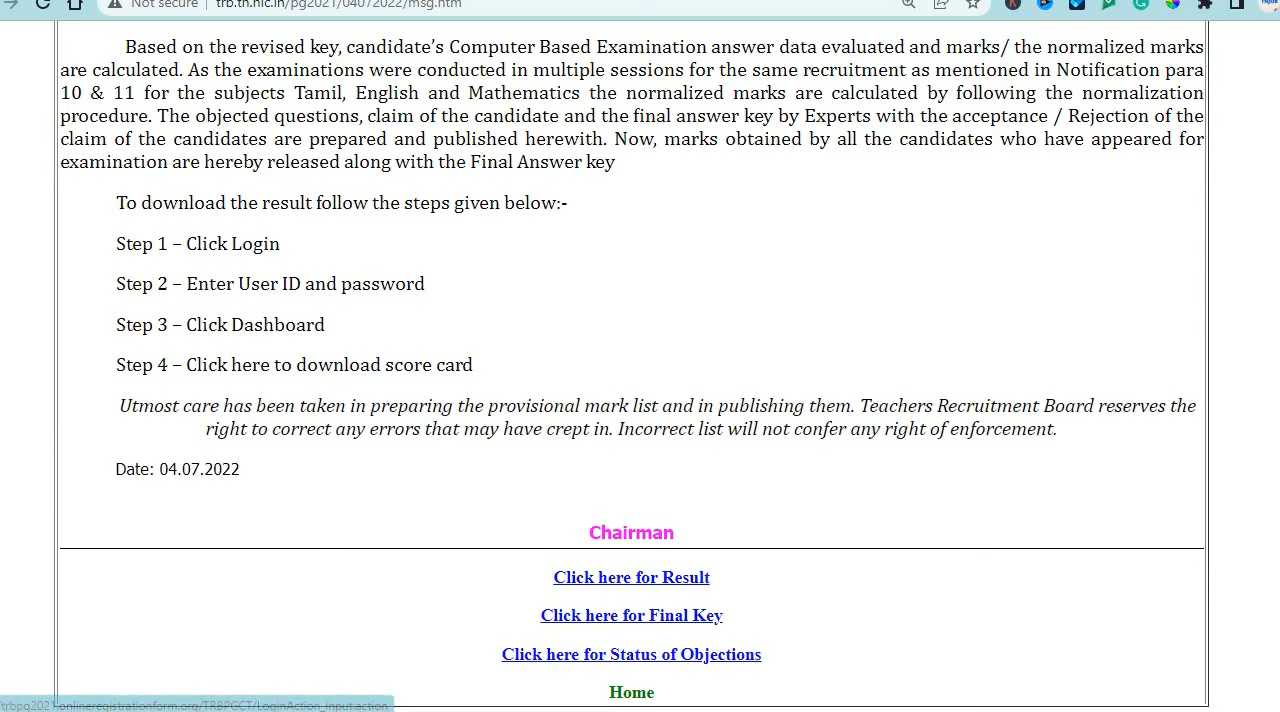 Not secure | trb.tn.nic.in/pg2021/04072022/msg.htm
Based on the revised key, candidate's Computer Based Examination answer data evaluated and marks/ the normalized marks
are calculated. As the examinations were conducted in multiple sessions for the same recruitment as mentioned in Notification para
10 & 11 for the subjects Tamil, English and Mathematics the normalized marks are calculated by following the normalization
procedure. The objected questions, claim of the candidate and the final answer key by Experts with the acceptance / Rejection of the
claim of the candidates are prepared and published herewith. Now, marks obtained by all the candidates who have appeared for
examination are hereby released along with the Final Answer key
To download the result follow the steps given below:-
Step 1 – Click Login
Step 2 – Enter User ID and password
Step 3 – Click Dashboard
Step 4 – Click here to download score card
Utmost care has been taken in preparing the provisional mark list and in publishing them. Teachers Recruitment Board reserves the
right to correct any errors that may have crept in. Incorrect list will not confer any right of enforcement.
Date: 04.07.2022
Chairman
Click here for Result
Click here for Final Key
Click here for Status of Objections
Home
trbpg2021.onlineregistrationform.org/TRBPGCT/LoginAction_input.action